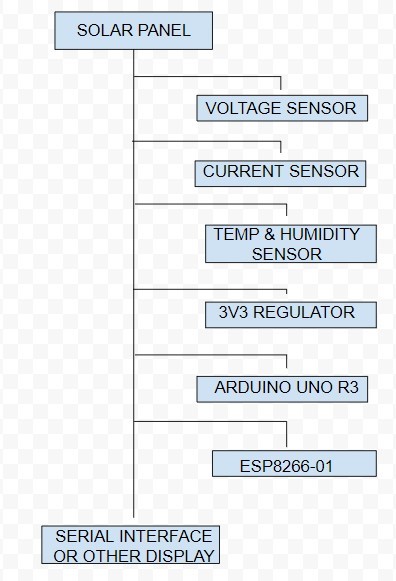 SOLAR PANEL
VOLTAGE SENSOR
CURRENT SENSOR
TEMP & HUMIDITY
SENSOR
3V3 REGULATOR
ARDUINO UNO R3
ESP8266-01
SERIAL INTERFACE
OR OTHER DISPLAY